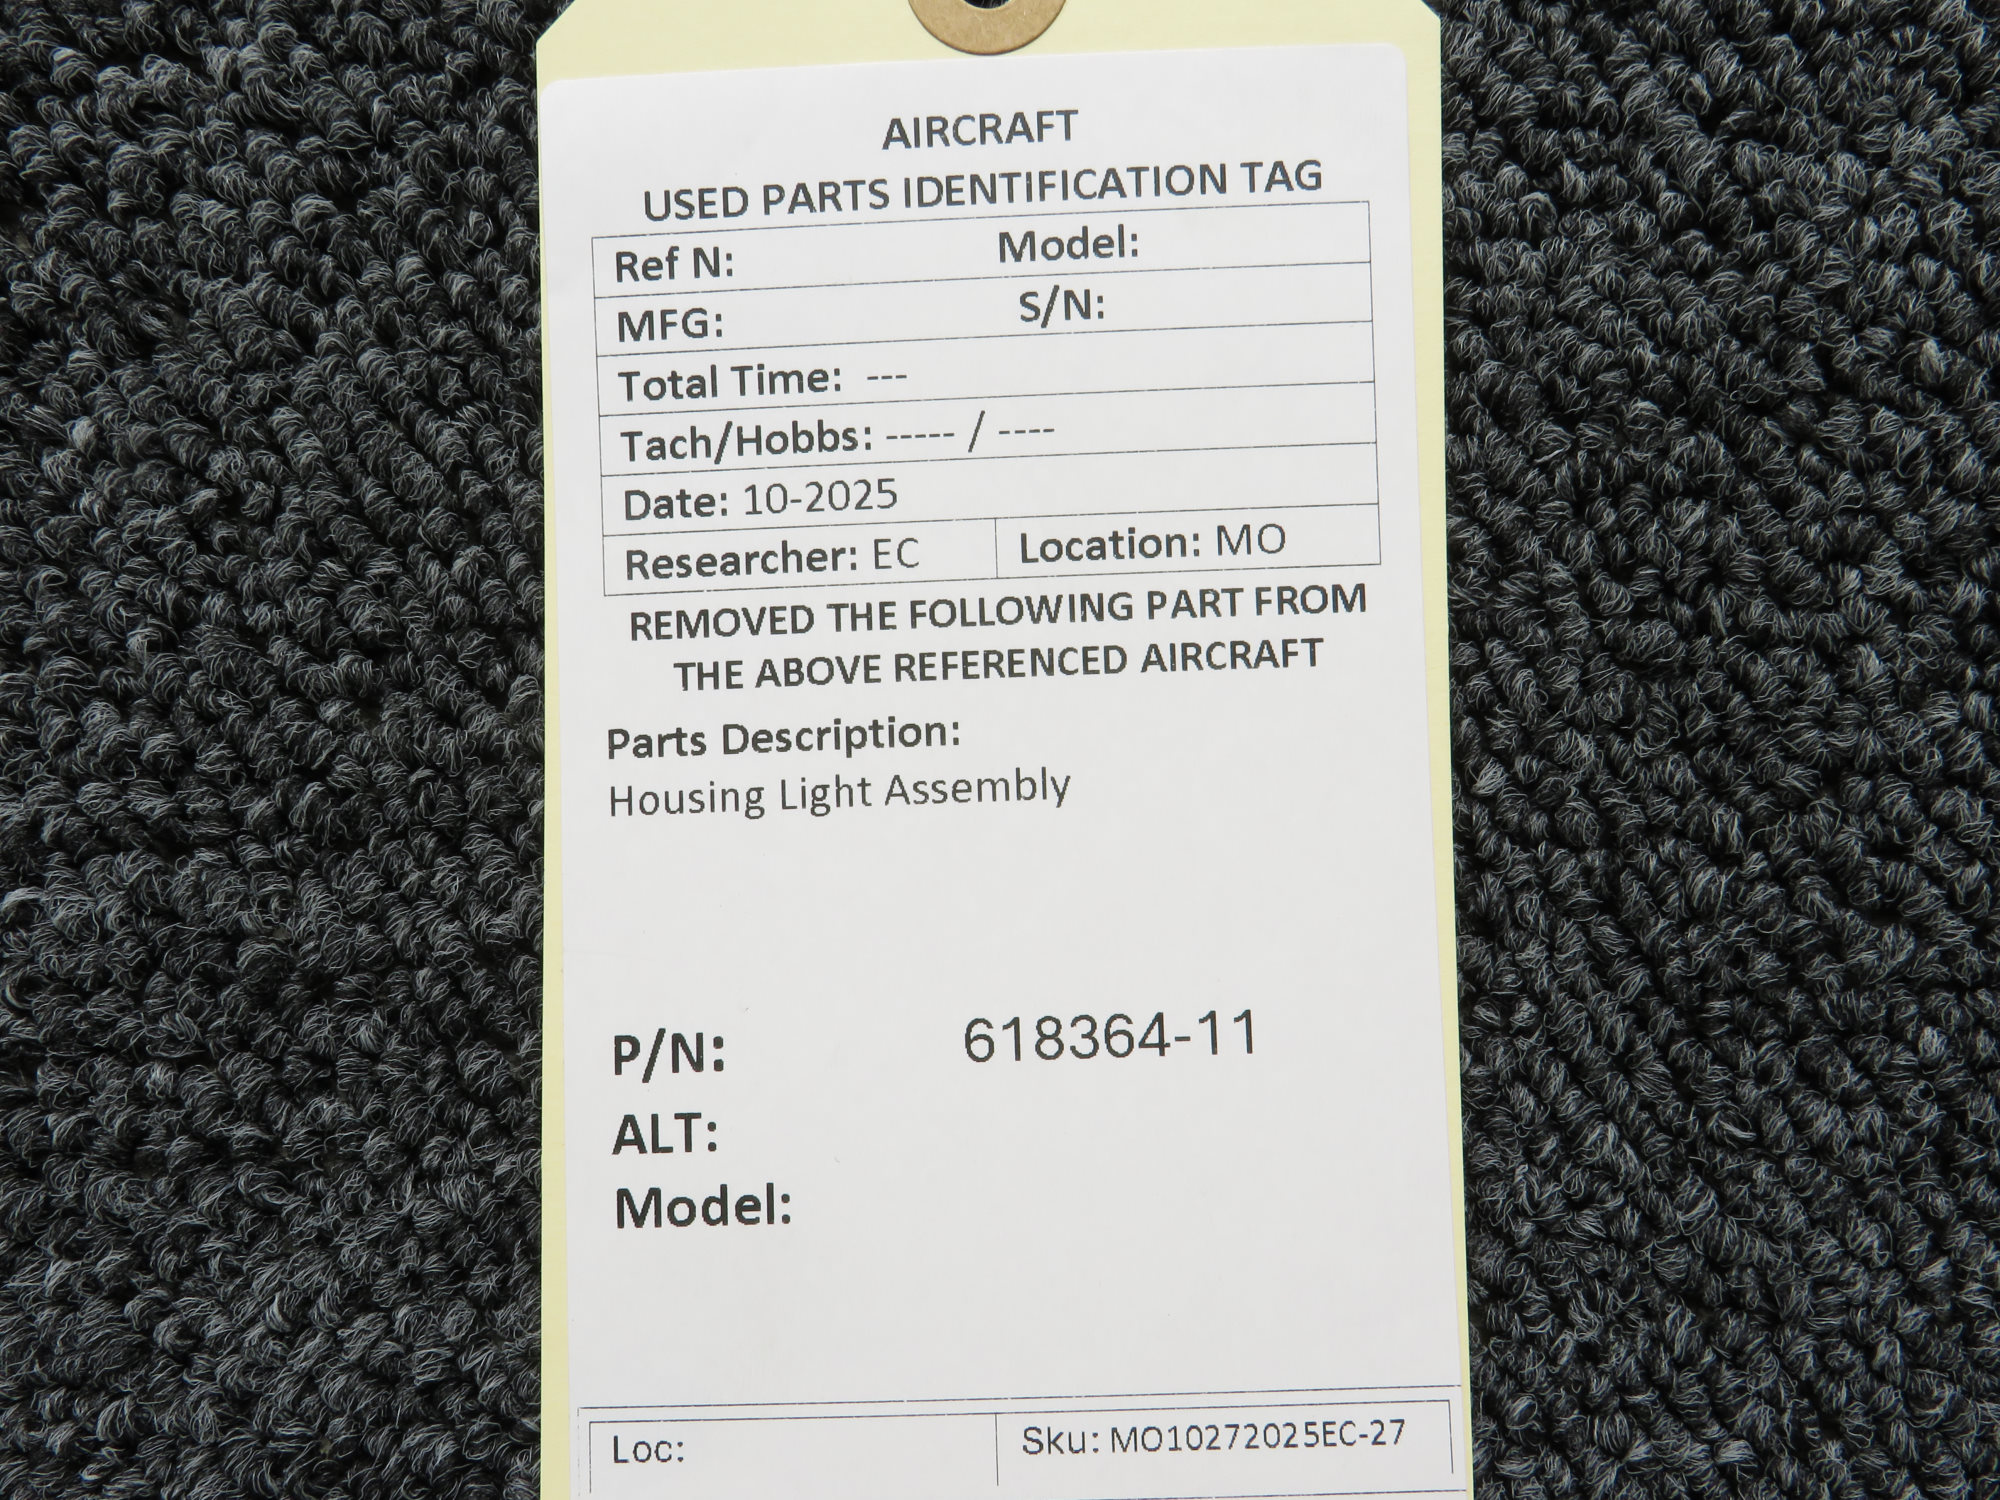 AIRCRAFT
USED PARTS IDENTIFICATION TAG
Ref N: Model:
MFG: S/N:
Total Time: ---
Tach/Hobbs: ----- / ----
Date: 10-2025
Researcher: EC Location: MO
REMOVED THE FOLLOWING PART FROM
THE ABOVE REFERENCED AIRCRAFT
Parts Description:
Housing Light Assembly
P/N: 618364-11
ALT:
Model:
Loc: Sku: MO10272025EC-27